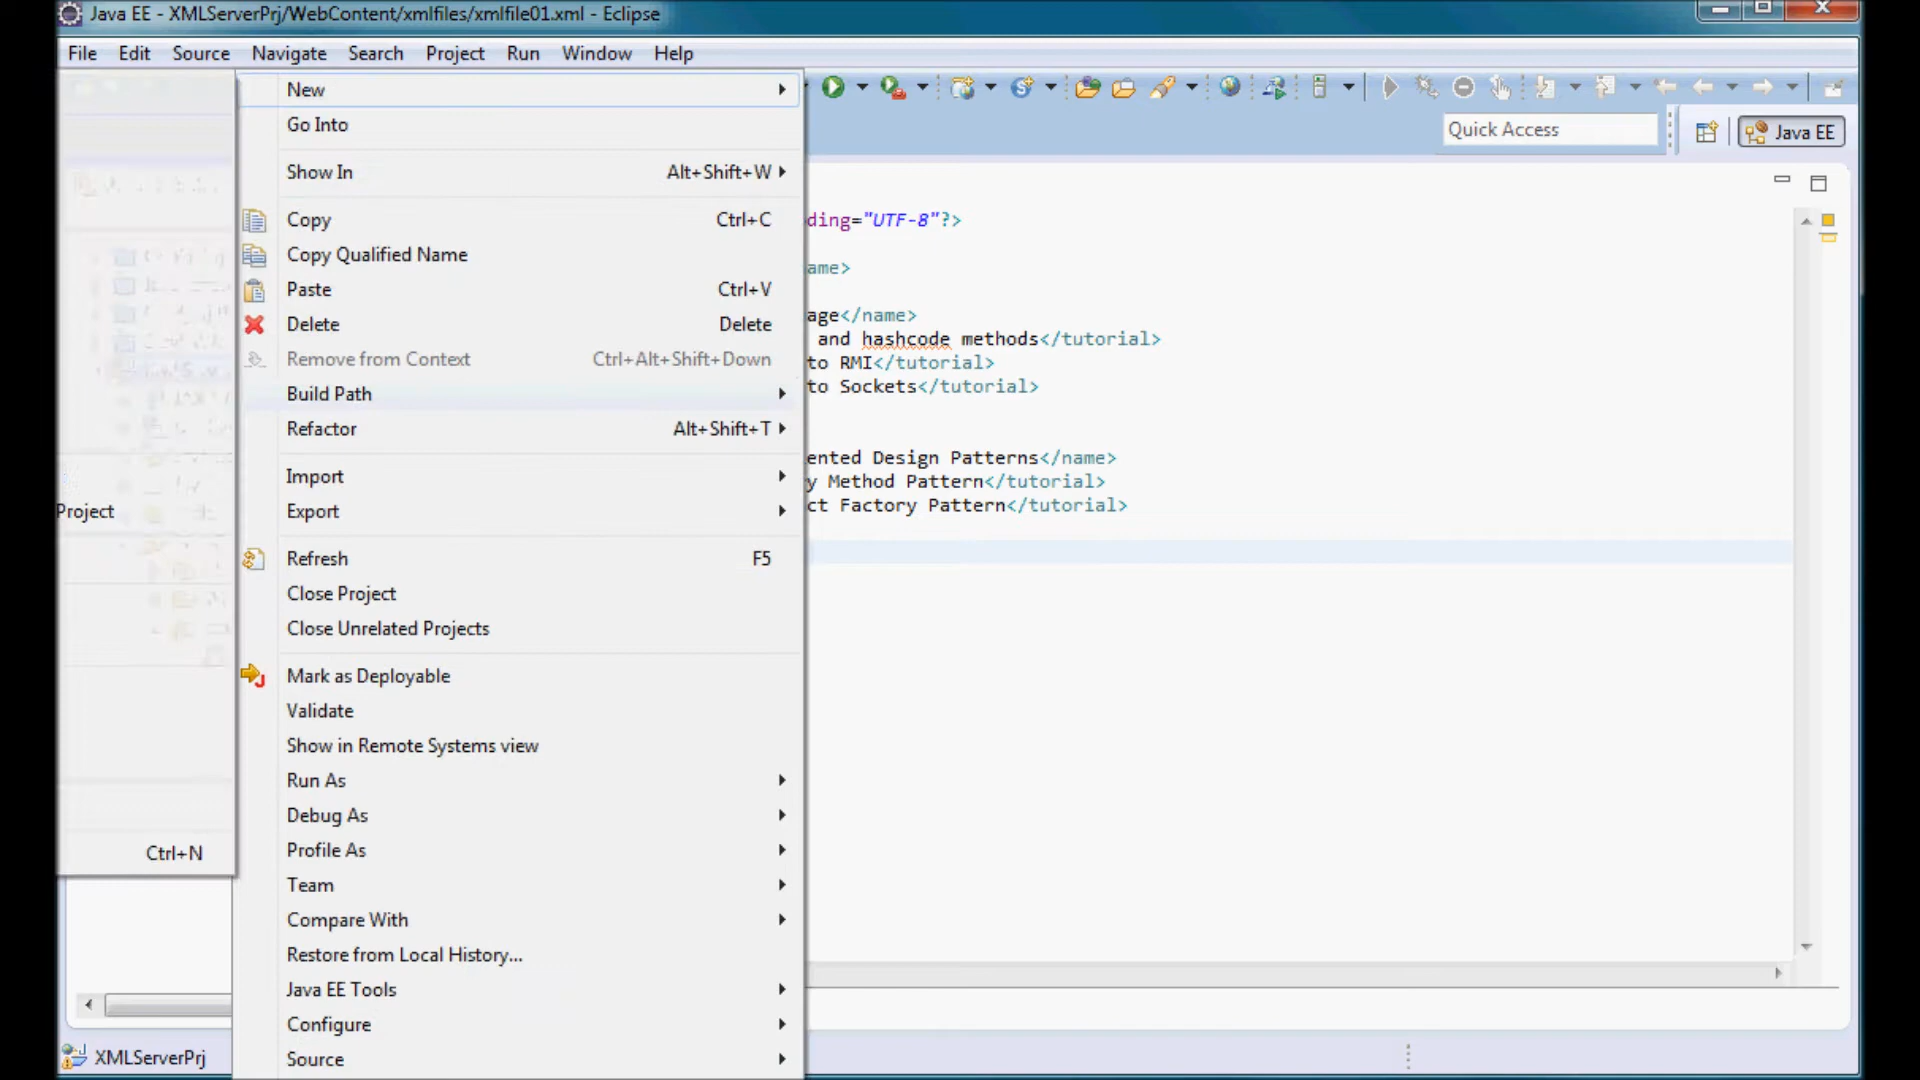 Java EE - XMLServerPrj/WebContent/xmlfiles/xmlfile01.xml - Eclipse
File Edit Source Navigate Search Project Run Window Help
New
Go Into
Show In Alt+Shift+W
Copy Ctrl+C
Copy Qualified Name
Paste Ctrl+V
Delete Delete
Remove from Context Ctrl+Alt+Shift+Down
Build Path
Refactor Alt+Shift+T
Import
Export
Refresh F5
Close Project
Close Unrelated Projects
Mark as Deployable
Validate
Show in Remote Systems view
Run As
Debug As
Profile As
Team
Compare With
Restore from Local History...
Java EE Tools
Configure
Source
Project
Ctrl+N
Quick Access
Java EE
ding="UTF-8"?>
ame>
age</name>
and hashcode methods</tutorial>
to RMI</tutorial>
to Sockets</tutorial>
ented Design Patterns</name>
y Method Pattern</tutorial>
ct Factory Pattern</tutorial>
XMLServerPrj